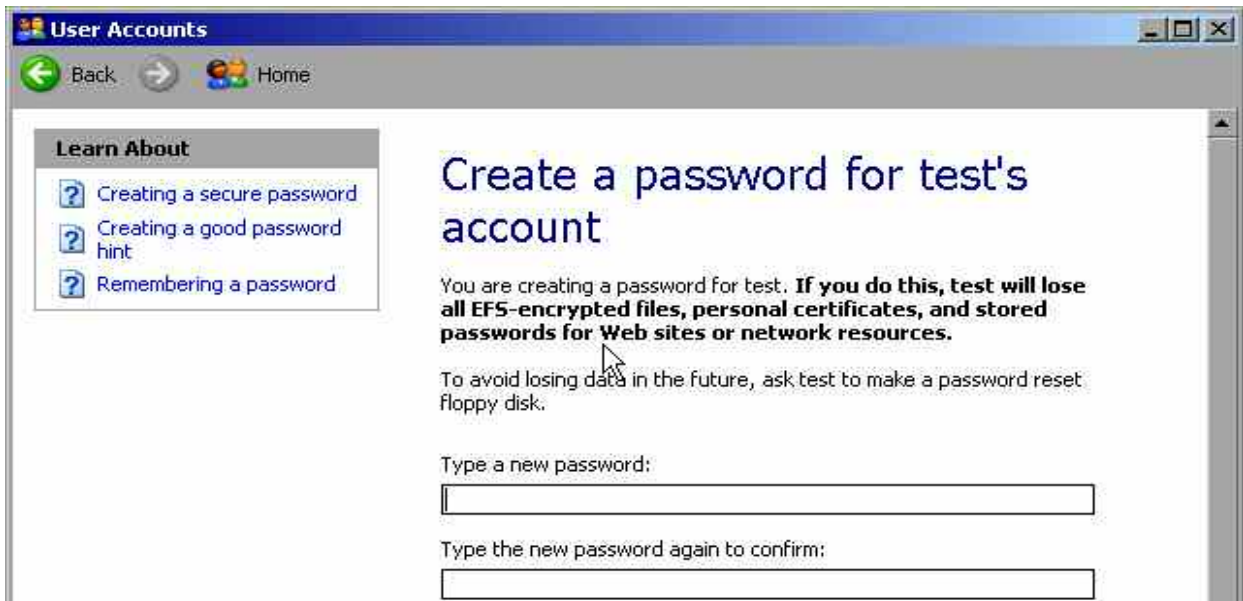 User Accounts
Back
Home
Learn About
Creating a secure password
Creating a good password
hint
Remembering a password
Create a password for test's
account
You are creating a password for test. If you do this, test will lose
all EFS-encrypted files, personal certificates, and stored
passwords for Web sites or network resources.
To avoid losing data in the future, ask test to make a password reset
floppy disk.
Type a new password:
Type the new password again to confirm: